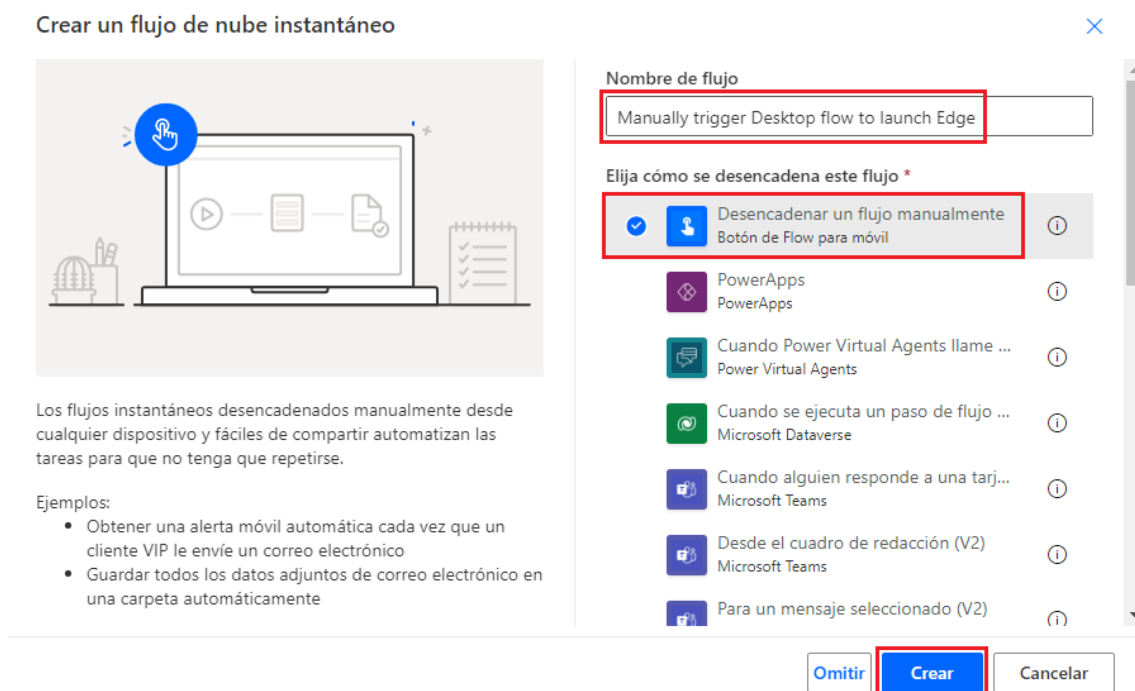 Crear un flujo de nube instantáneo
Los flujos instantáneos desencadenados manualmente desde
cualquier dispositivo y fáciles de compartir automatizan las
tareas para que no tenga que repetirse.
Ejemplos:
• Obtener una alerta móvil automática cada vez que un
cliente VIP le envíe un correo electrónico
• Guardar todos los datos adjuntos de correo electrónico en
una carpeta automáticamente
Nombre de flujo
Manually trigger Desktop flow to launch Edge
Elija cómo se desencadena este flujo *
Desencadenar un flujo manualmente
Botón de Flow para móvil
PowerApps
PowerApps
Cuando Power Virtual Agents llame ...
Power Virtual Agents
Cuando se ejecuta un paso de flujo ...
Microsoft Dataverse
Cuando alguien responde a una tarj...
Microsoft Teams
Desde el cuadro de redacción (V2)
Microsoft Teams
Para un mensaje seleccionado (V2)
Omitir
Crear
Cancelar